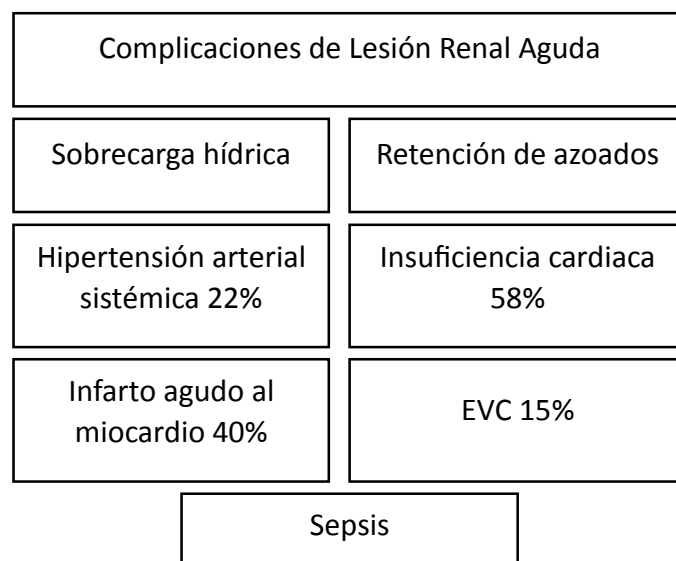 Complicaciones de Lesión Renal Aguda
Sobrecarga hídrica
Retención de azoados
Hipertensión arterial
sistémica 22%
Insuficiencia cardiaca
58%
Infarto agudo al
miocardio 40%
EVC 15%
Sepsis